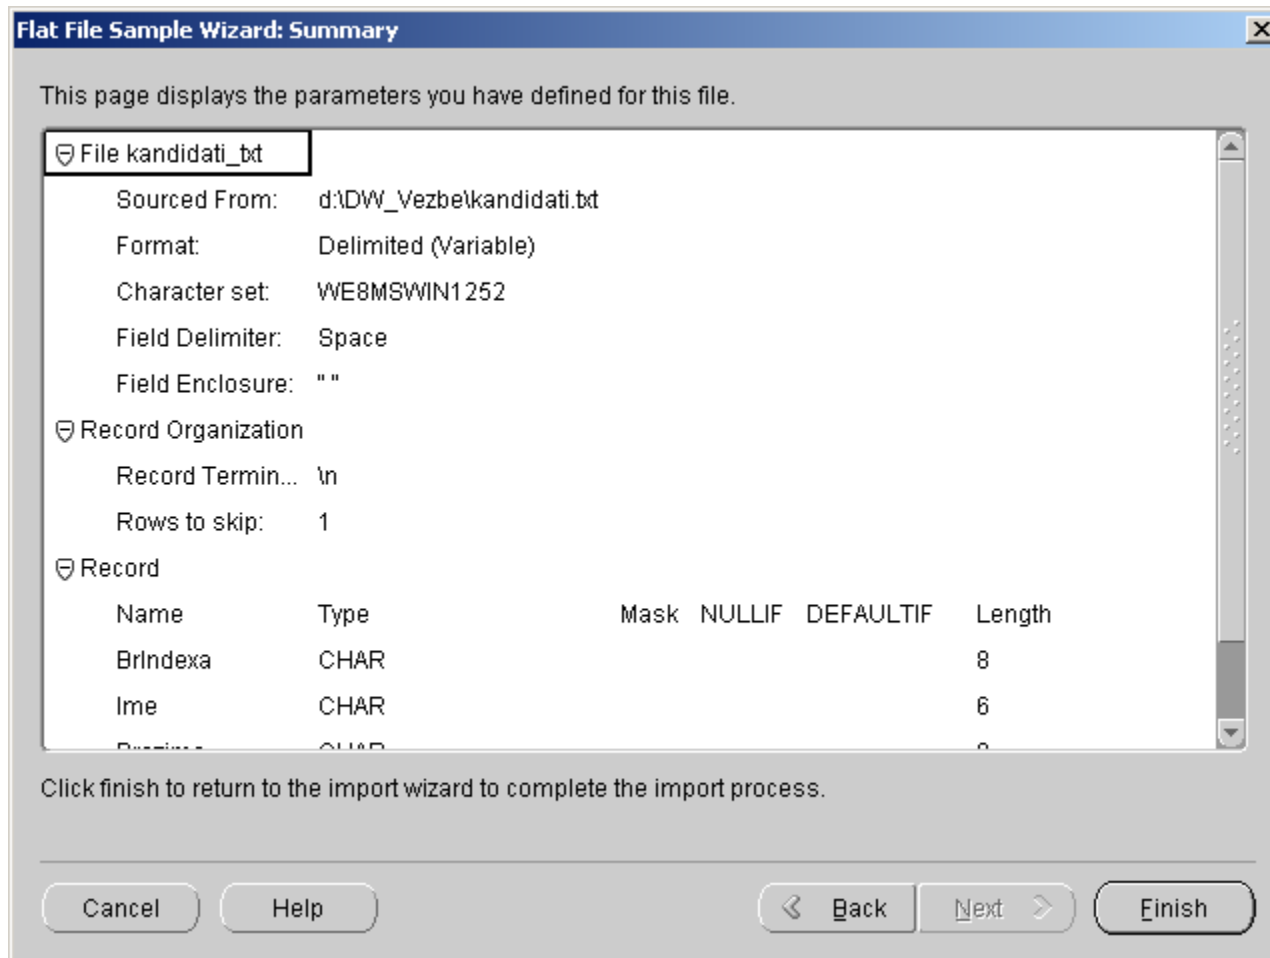 Flat File Sample Wizard: Summary
This page displays the parameters you have defined for this file.
File kandidati_txt
Sourced From: d:\DW_Vezbe\kandidati.txt
Format: Delimited (Variable)
Character set: WE8MSWIN1252
Field Delimiter: Space
Field Enclosure: " "
Record Organization
Record Termin... \n
Rows to skip: 1
Record
Name Type Mask NULLIF DEFAULTIF Length
BrIndexa CHAR 8
Ime CHAR 6
Click finish to return to the import wizard to complete the import process.
Cancel Help Back Next Finish